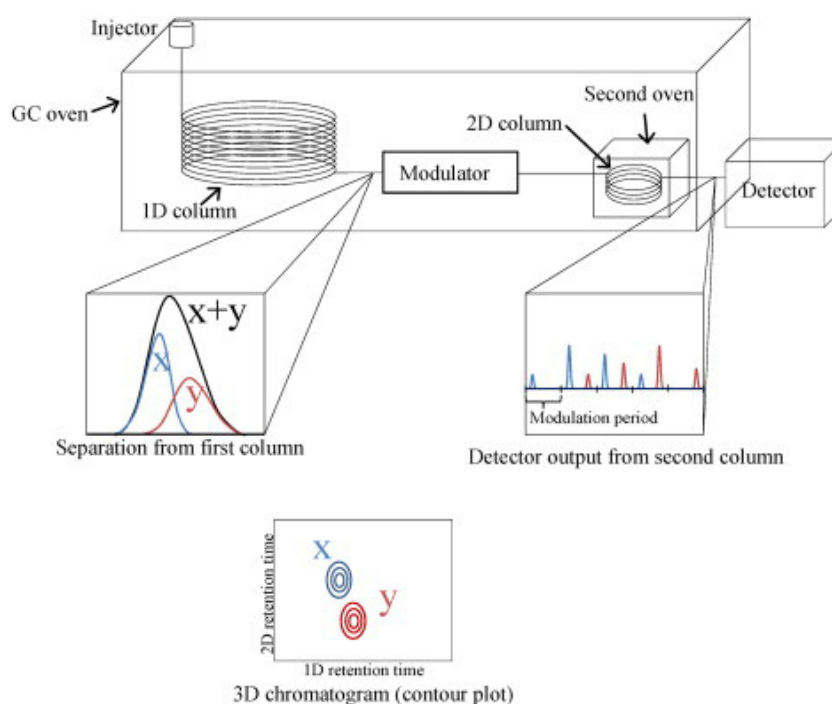 Injector
GC oven
Second oven
2D column
Modulator
Detector
1D column
x+y
x
y
Modulation period
Separation from first column
Detector output from second column
x
y
2D retention time
1D retention time
3D chromatogram (contour plot)